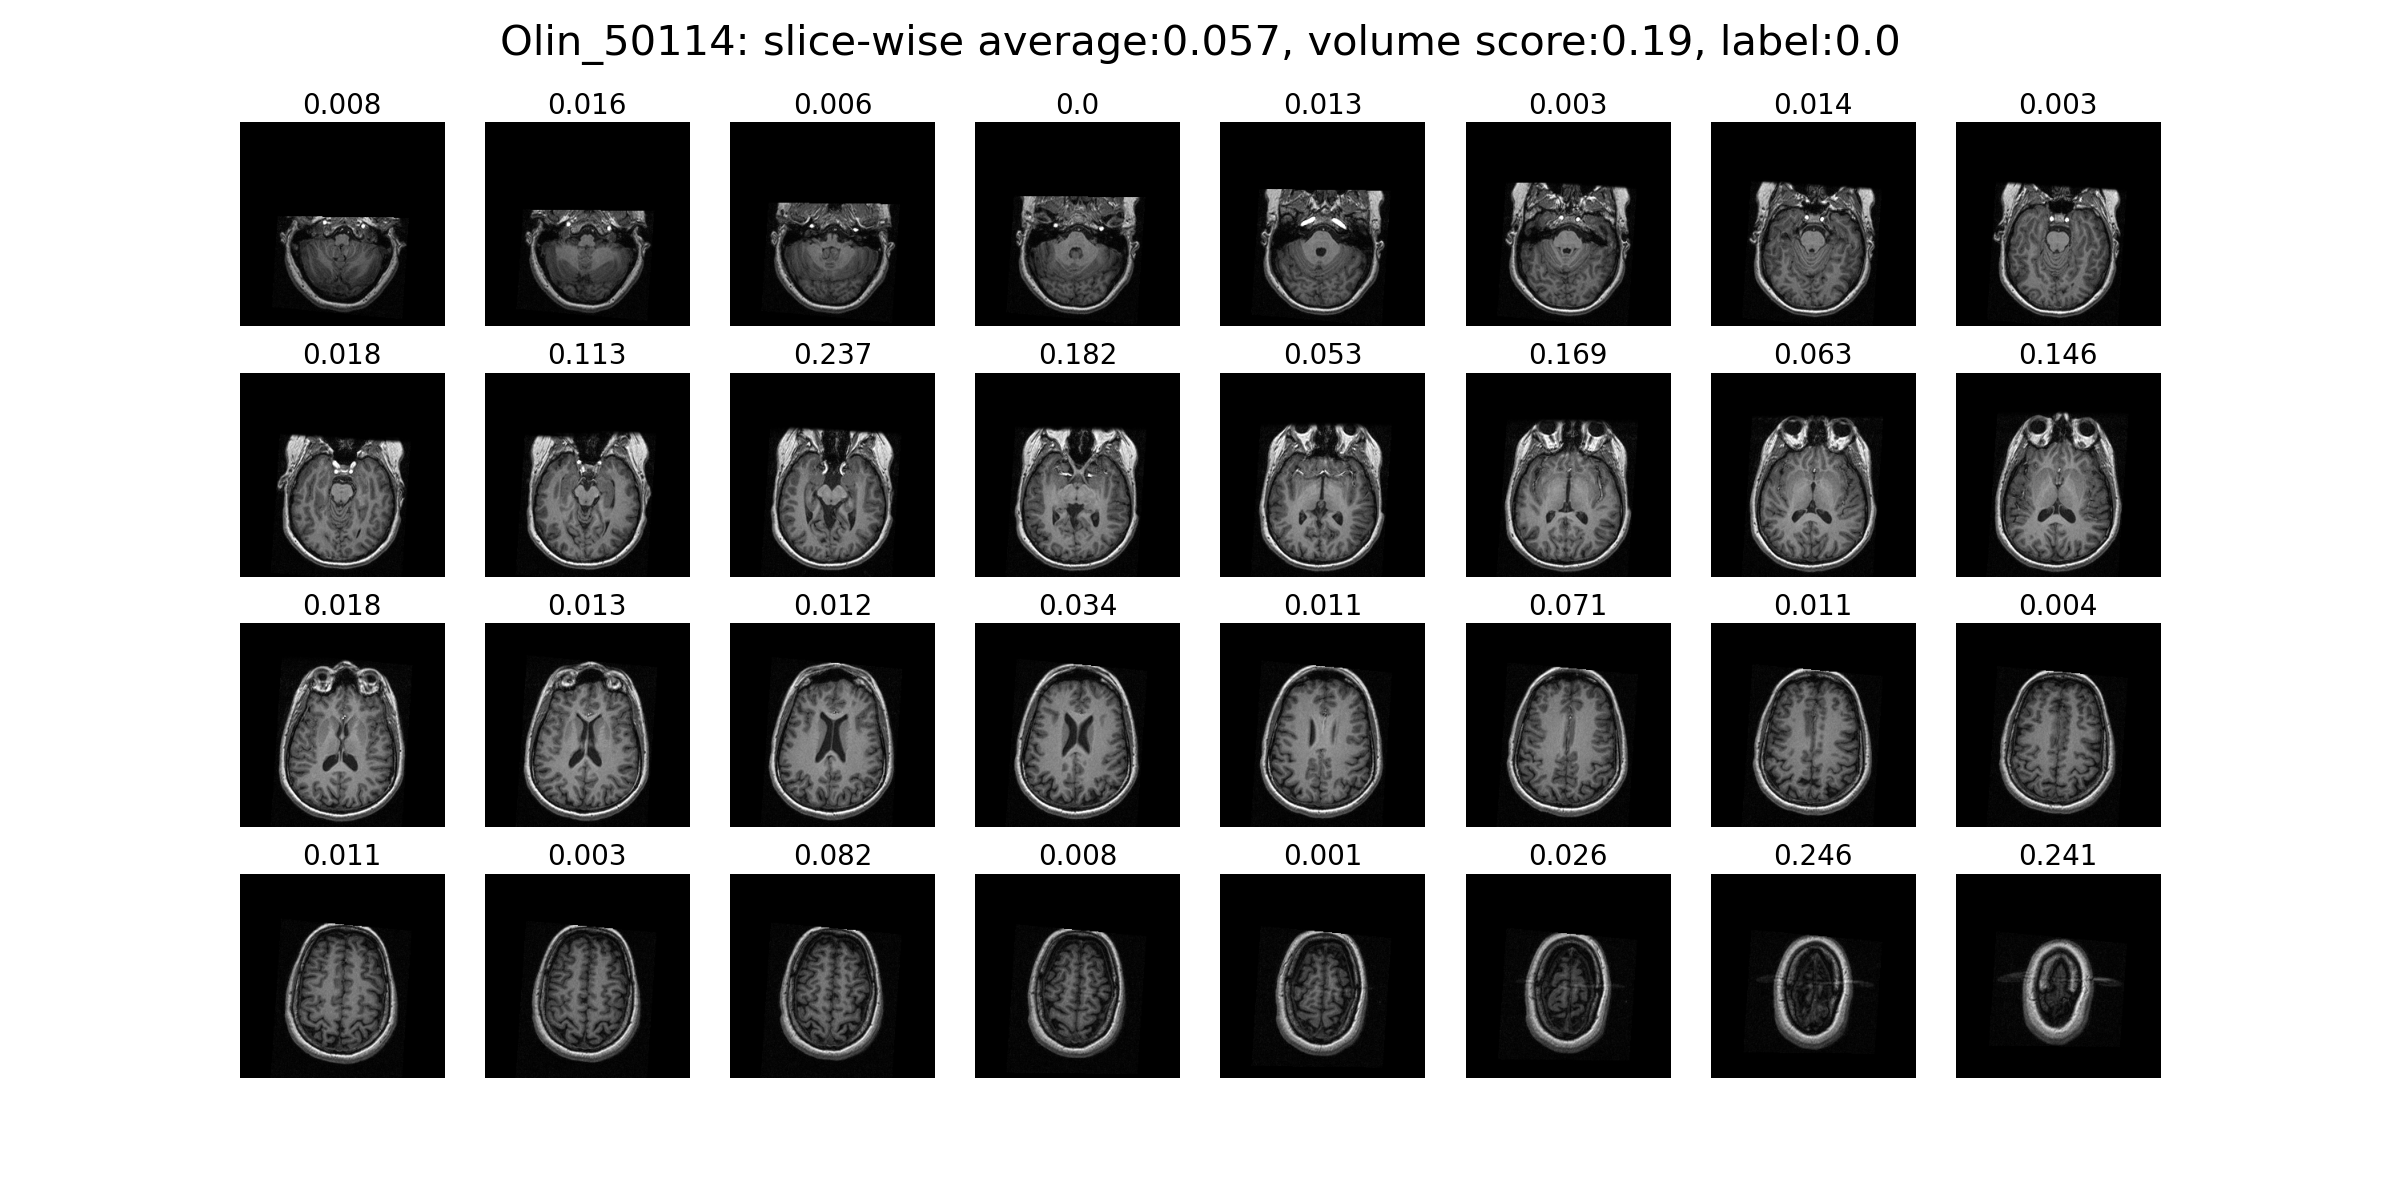 Olin_50114: slice-wise average:0.057, volume score:0.19, label:0.0
0.008 0.016 0.006 0.0 0.013 0.003 0.014 0.003
0.018 0.113 0.237 0.182 0.053 0.169 0.063 0.146
0.018 0.013 0.012 0.034 0.011 0.071 0.011 0.004
0.011 0.003 0.082 0.008 0.001 0.026 0.246 0.241